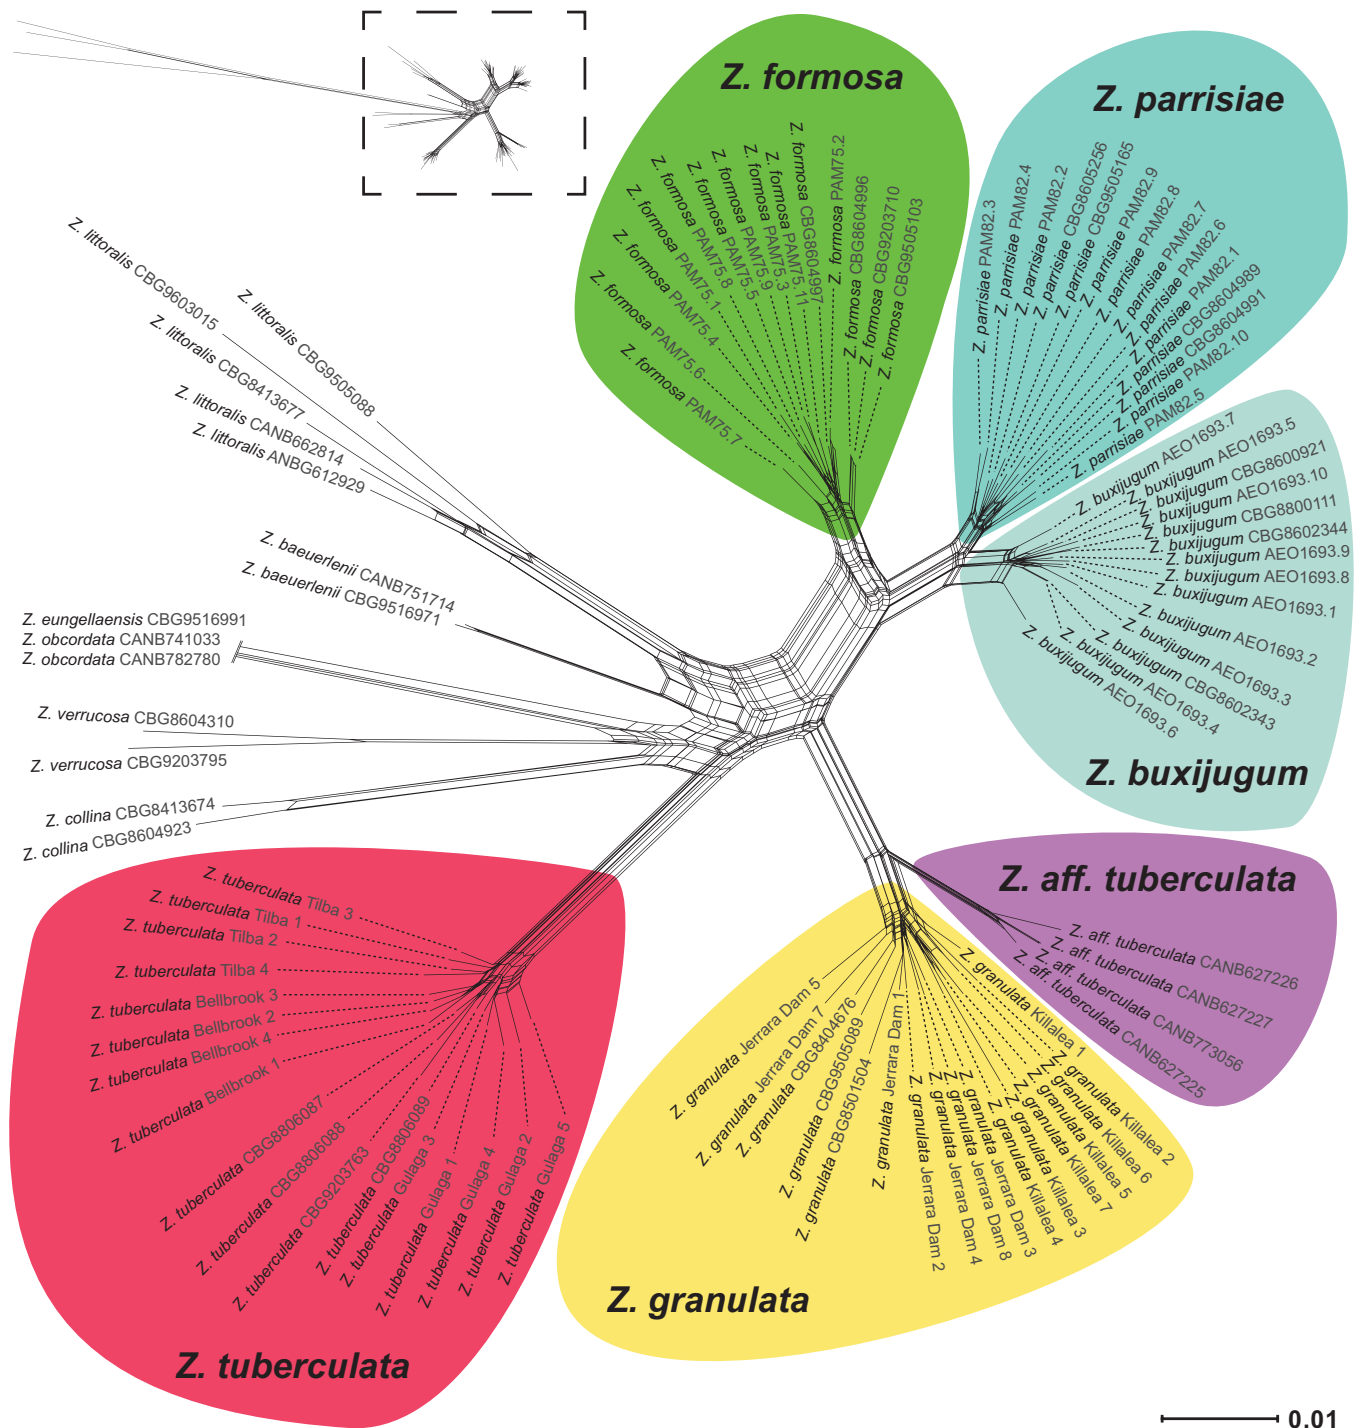 Z. formosa
Z. parrisiae
Z. formosa PAM75.7
Z. formosa PAM75.6
Z. formosa PAM75.4
Z. formosa PAM75.1
Z. formosa PAM75.8
Z. formosa PAM75.5
Z. formosa PAM75.9
Z. formosa PAM75.3
Z. formosa PAM75.11
Z. formosa CBG8604997
Z. formosa PAM75.2
Z. formosa CBG8604996
Z. formosa CBG9203710
Z. formosa CBG9505103
Z. parrisiae PAM82.3
Z. parrisiae PAM82.4
Z. parrisiae PAM82.2
Z. parrisiae CBG8605256
Z. parrisiae CBG9505165
Z. parrisiae PAM82.9
Z. parrisiae PAM82.8
Z. parrisiae PAM82.7
Z. parrisiae PAM82.6
Z. parrisiae PAM82.1
Z. parrisiae CBG8604989
Z. parrisiae CBG8604991
Z. parrisiae PAM82.10
Z. parrisiae PAM82.5
Z. buxijugum AEO1693.7
Z. buxijugum AEO1693.5
Z. buxijugum CBG8600921
Z. buxijugum AEO1693.10
Z. buxijugum CBG8800111
Z. buxijugum CBG8602344
Z. buxijugum AEO1693.9
Z. buxijugum AEO1693.8
Z. buxijugum AEO1693.1
Z. buxijugum AEO1693.2
Z. buxijugum AEO1693.3
Z. buxijugum CBG8602343
Z. buxijugum AEO1693.4
Z. buxijugum AEO1693.6
Z. buxijugum
Z. littoralis CBG9505088
Z. littoralis CBG9603015
Z. littoralis CBG8413677
Z. littoralis CANB662814
Z. littoralis ANBG612929
Z. baeuerlenii CANB751714
Z. baeuerlenii CBG9516971
Z. eungellaensis CBG9516991
Z. obcordata CANB741033
Z. obcordata CANB782780
Z. verrucosa CBG8604310
Z. verrucosa CBG9203795
Z. collina CBG8413674
Z. collina CBG8604923
Z. aff. tuberculata
Z. aff. tuberculata CANB627226
Z. aff. tuberculata CANB627227
Z. aff. tuberculata CANB773056
Z. aff. tuberculata CANB627225
Z. tuberculata Tilba 3
Z. tuberculata Tilba 1
Z. tuberculata Tilba 2
Z. tuberculata Tilba 4
Z. tuberculata Bellbrook 3
Z. tuberculata Bellbrook 2
Z. tuberculata Bellbrook 4
Z. tuberculata Bellbrook 1
Z. tuberculata CBG8806087
Z. tuberculata CBG8806088
Z. tuberculata CBG9203763
Z. tuberculata CBG8806089
Z. tuberculata Gulaga 3
Z. tuberculata Gulaga 1
Z. tuberculata Gulaga 4
Z. tuberculata Gulaga 2
Z. tuberculata Gulaga 5
Z. tuberculata
Z. granulata Jerrara Dam 5
Z. granulata Jerrara Dam 7
Z. granulata CBG8404676
Z. granulata CBG9505089
Z. granulata CBG8501504
Z. granulata Jerrara Dam 1
Z. granulata Jerrara Dam 2
Z. granulata Jerrara Dam 4
Z. granulata Jerrara Dam 8
Z. granulata Jerrara Dam 3
Z. granulata Killalea 4
Z. granulata Killalea 3
Z. granulata Killalea 7
Z. granulata Killalea 5
Z. granulata Killalea 6
Z. granulata Killalea 2
Z. granulata Killalea 1
Z. granulata
0.01